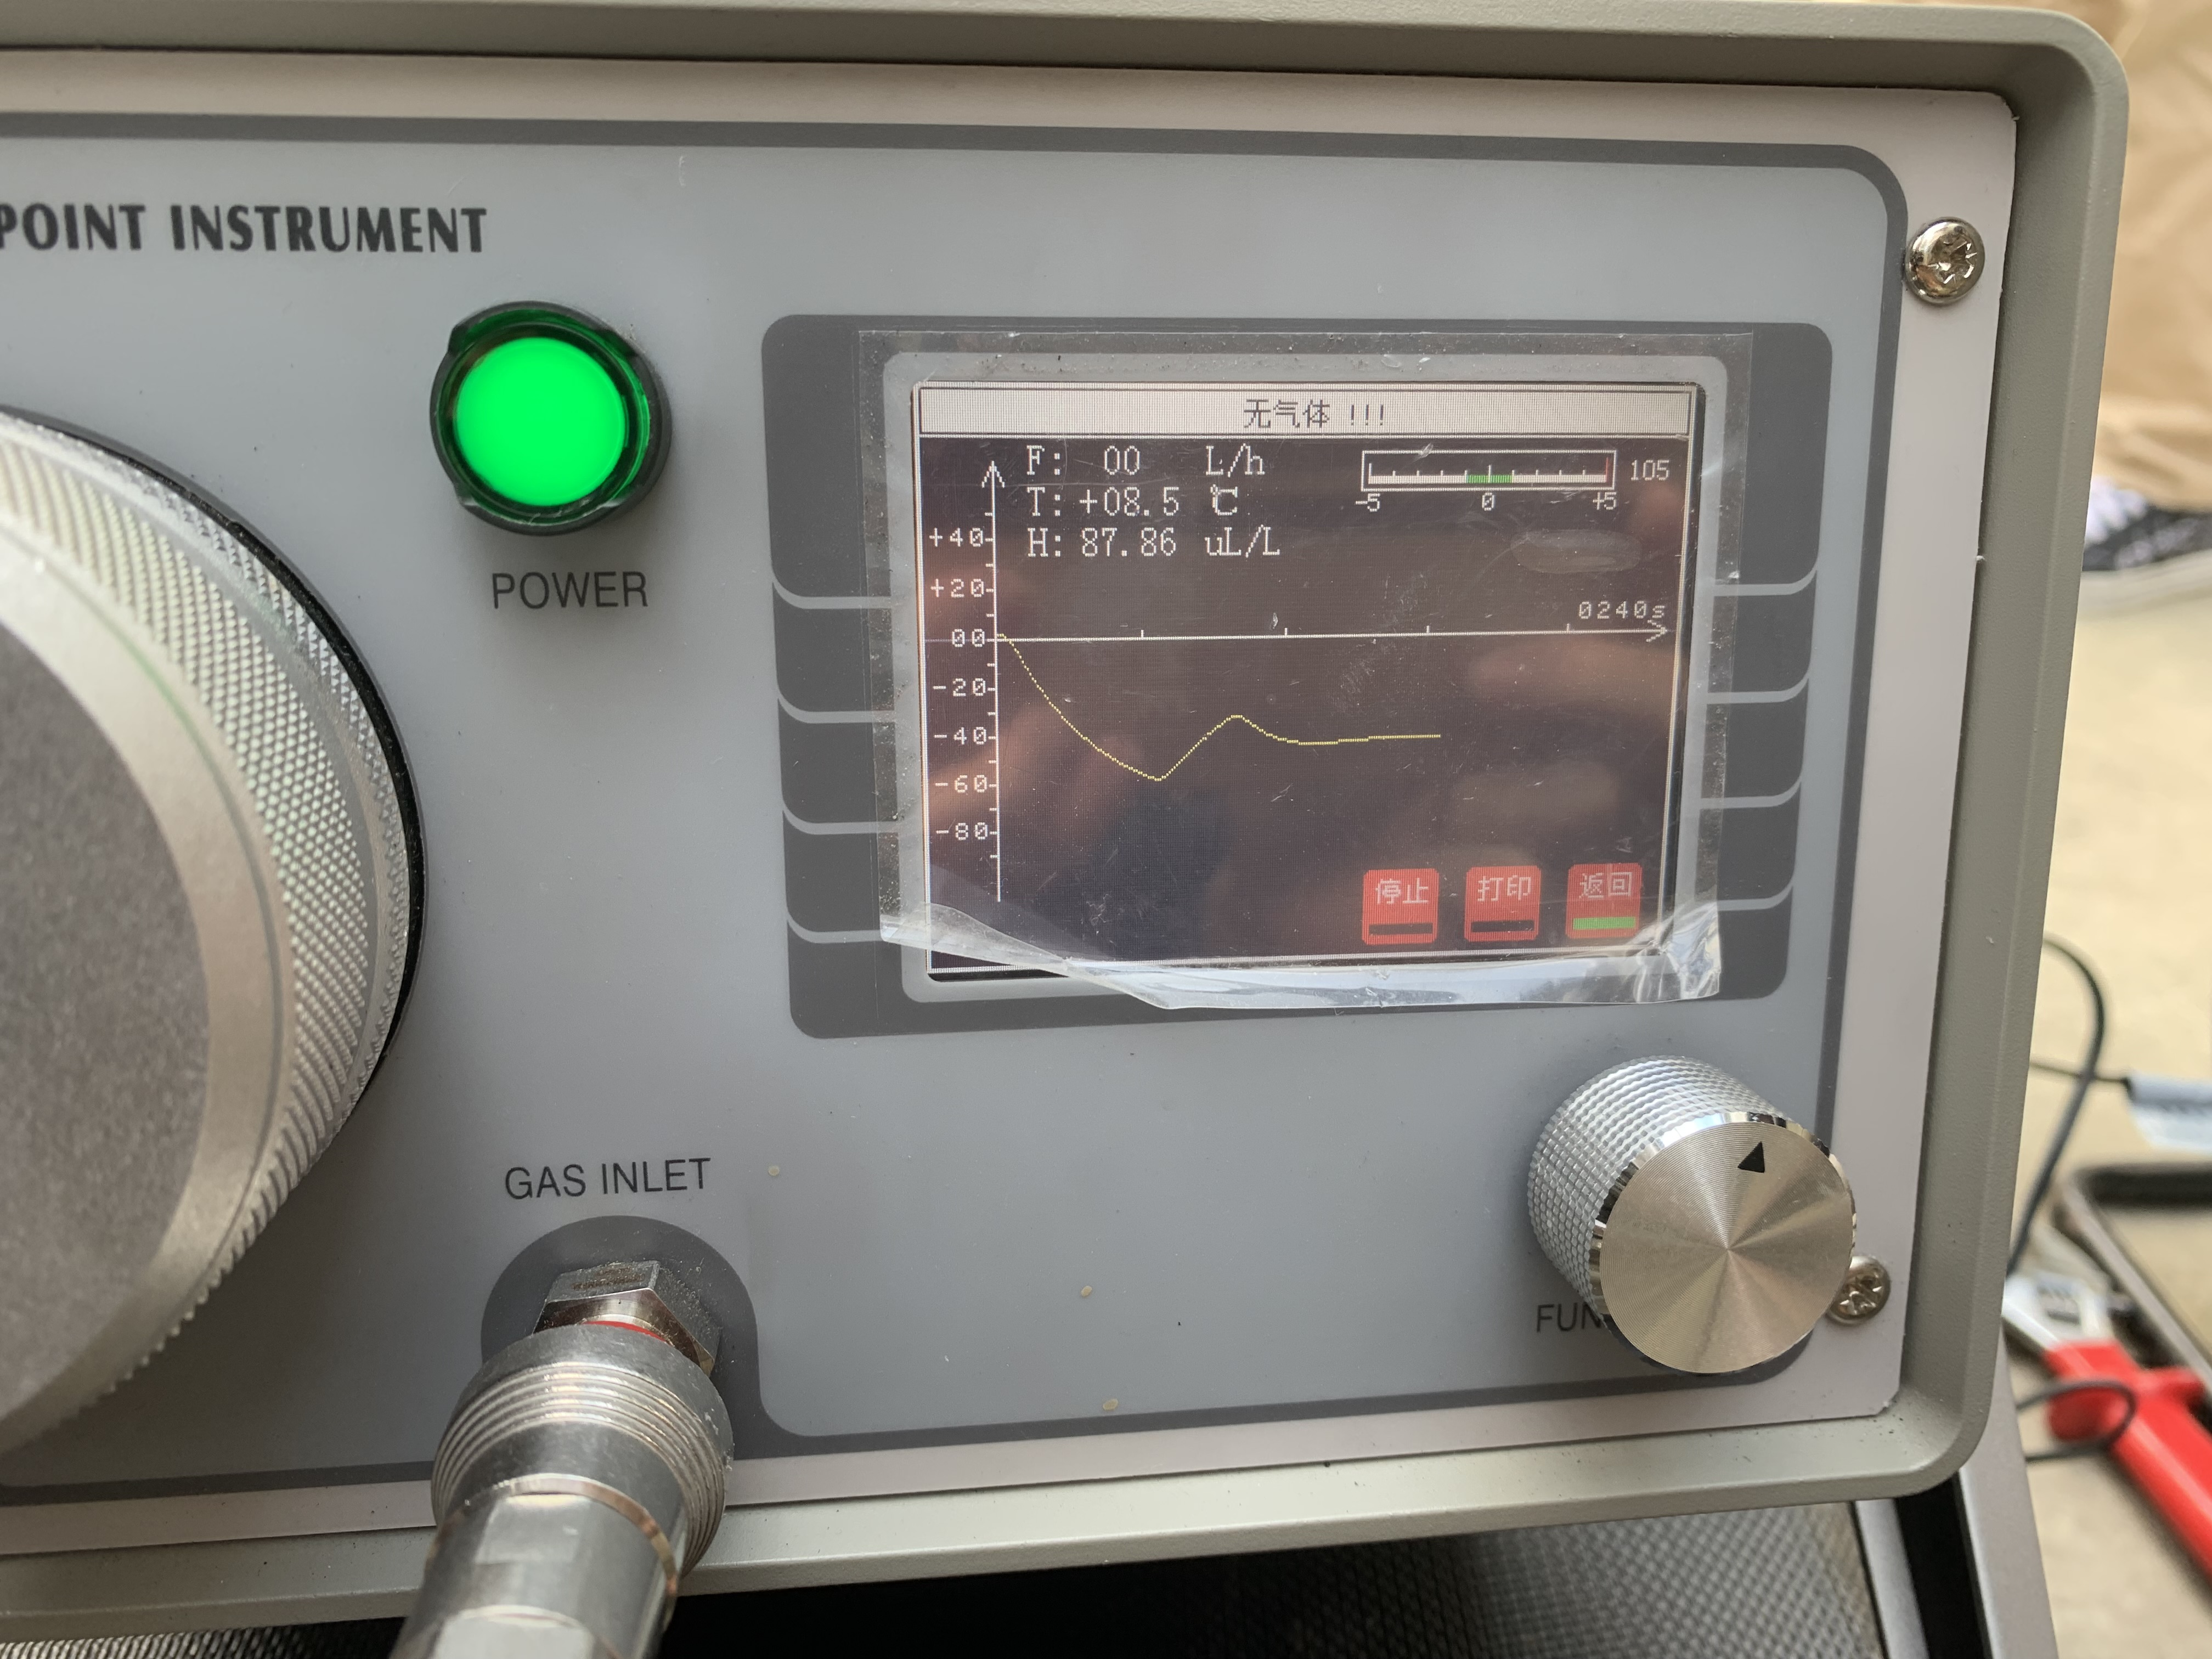 POINT INSTRUMENT
POWER
无气体 !!!
F: 00 L/h
T: +08.5 ℃
H: 87.86 uL/L
-5 0 +5
105
+40
+20
00
-20
-40
-60
-80
0240s
停止 打印 返回
GAS INLET